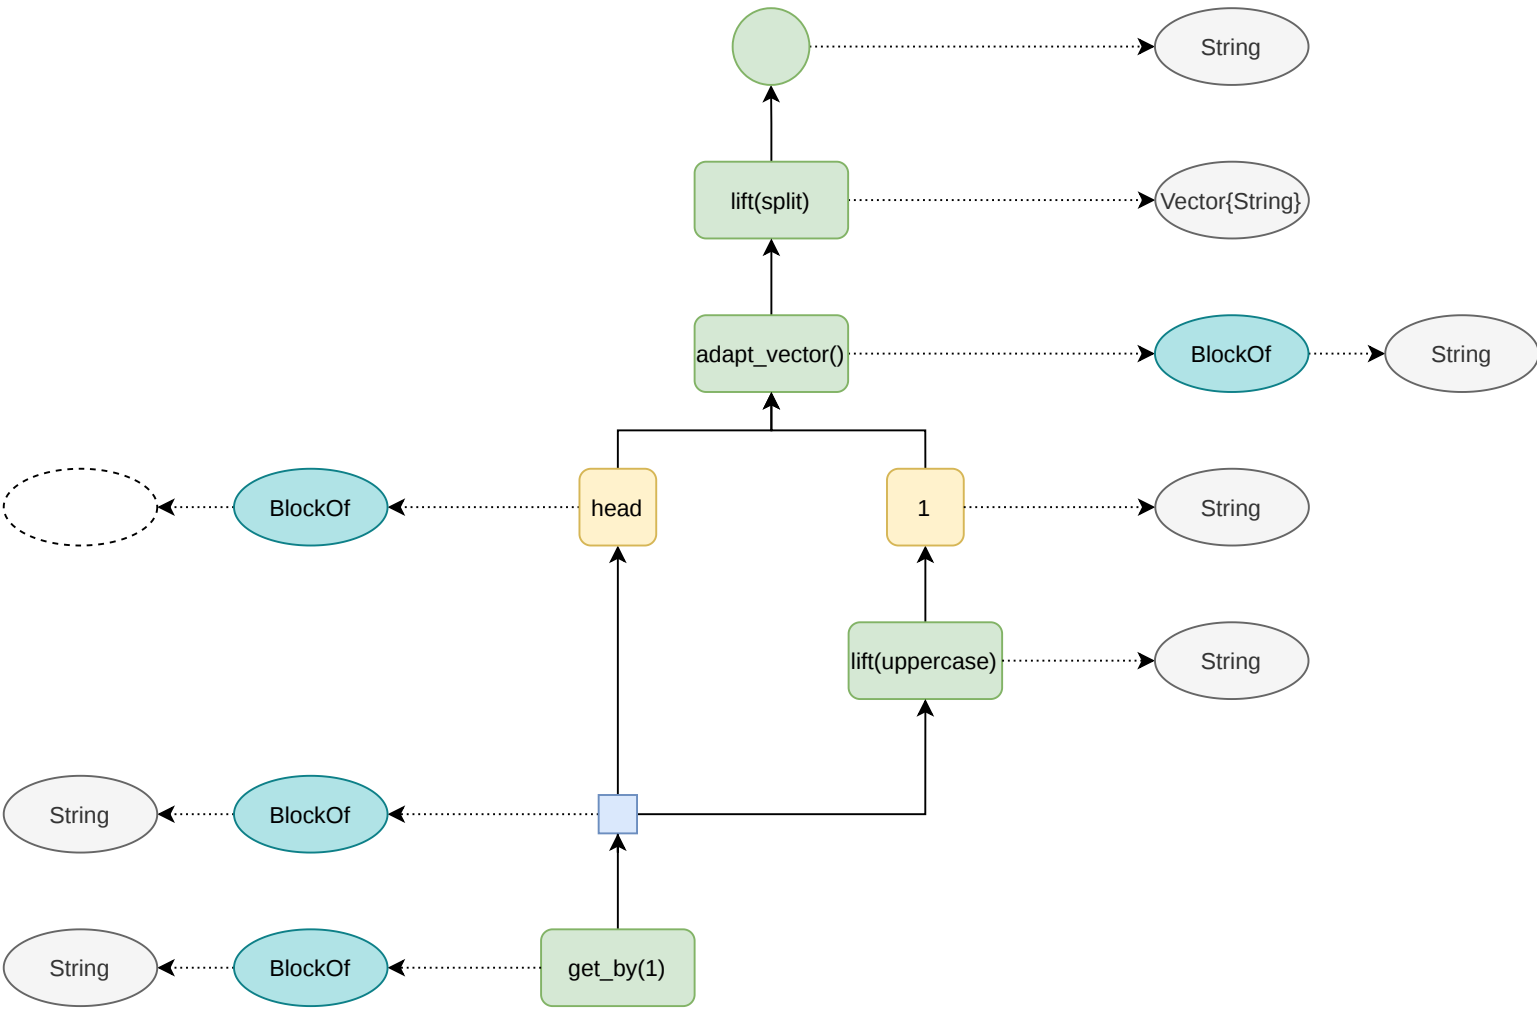 String
lift(split)
Vector{String}
adapt_vector()
BlockOf
String
BlockOf
head
1
String
lift(uppercase)
String
String
BlockOf
String
BlockOf
get_by(1)